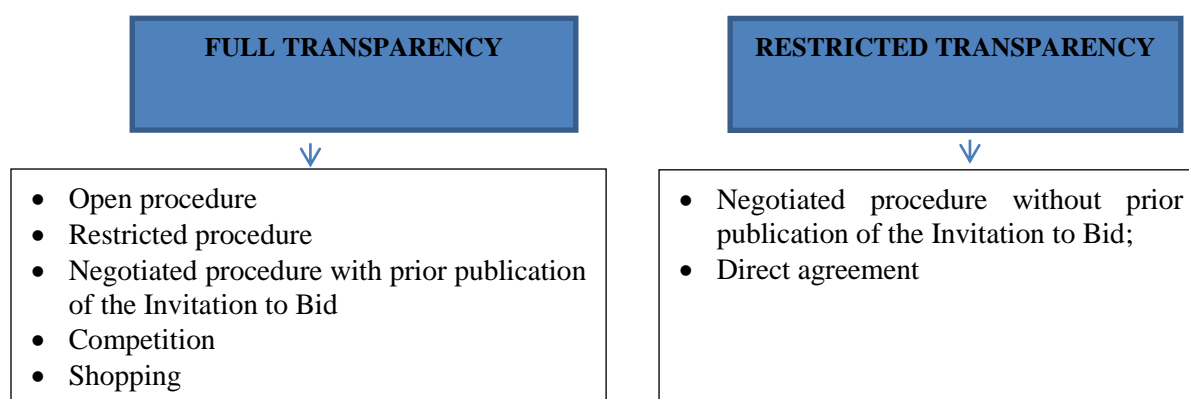 FULL TRANSPARENCY
RESTRICTED TRANSPARENCY
• Open procedure
• Restricted procedure
• Negotiated procedure with prior publication
of the Invitation to Bid
• Competition
• Shopping
• Negotiated procedure without prior
publication of the Invitation to Bid;
• Direct agreement